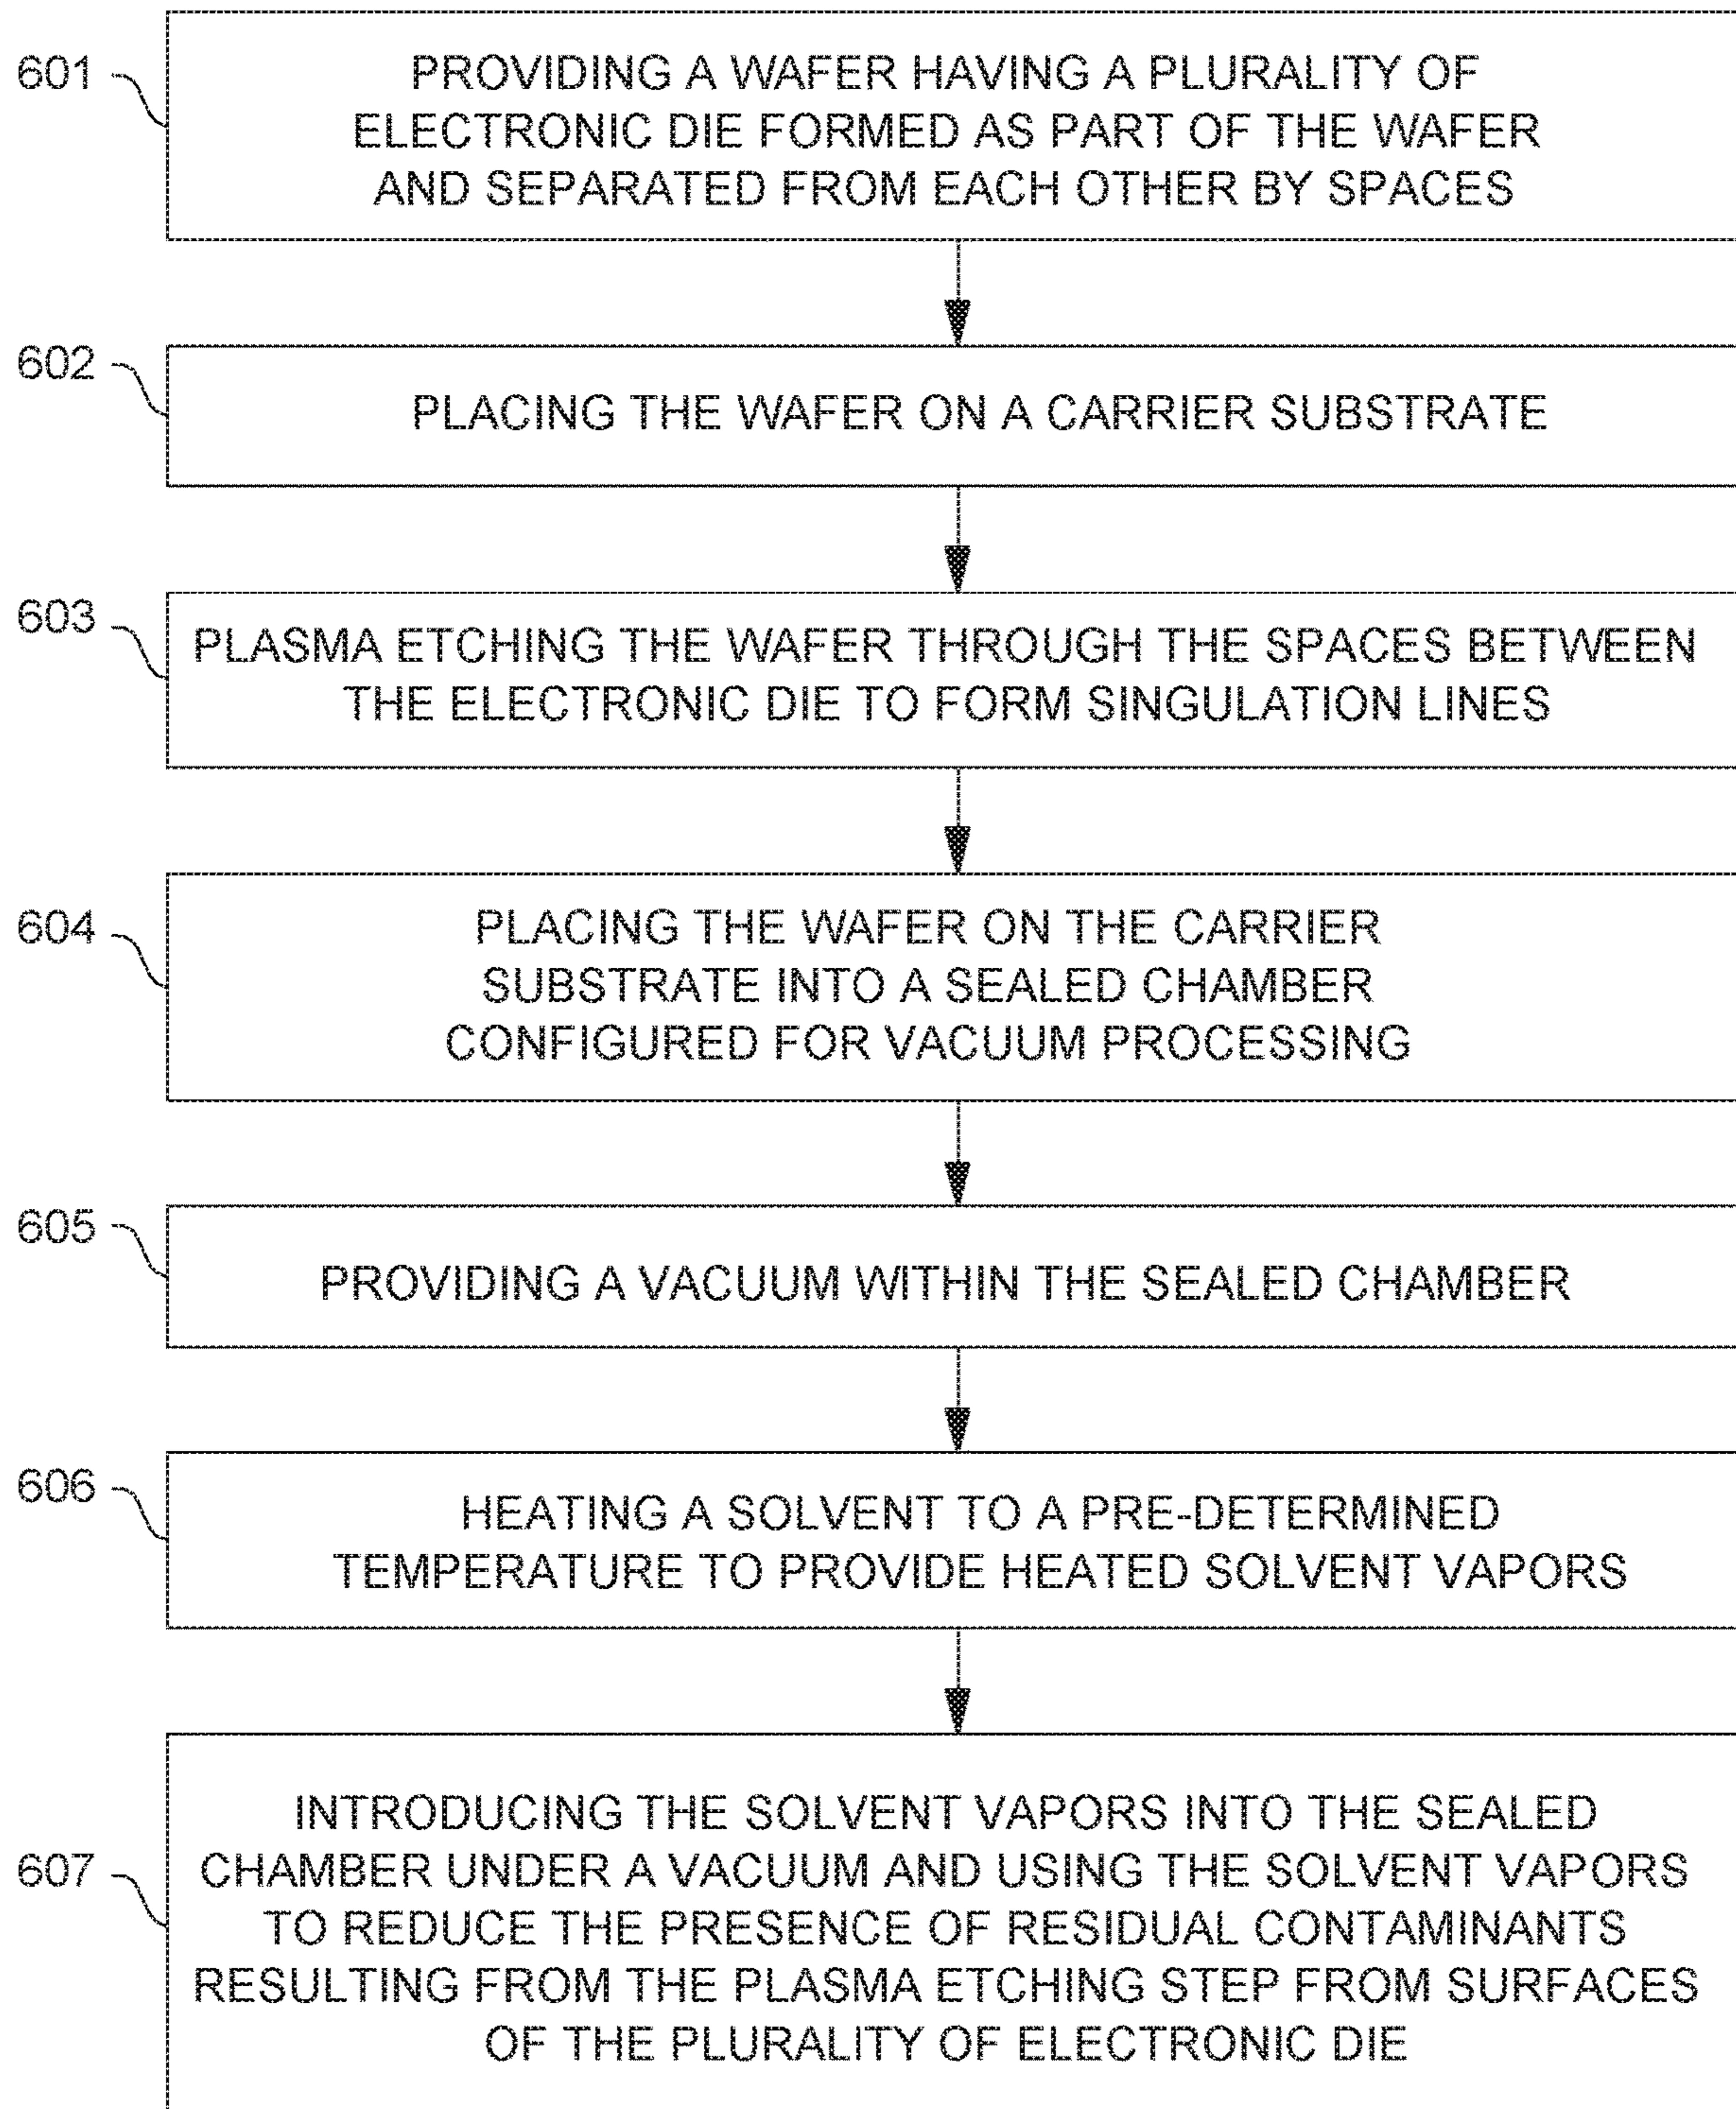 601
PROVIDING A WAFER HAVING A PLURALITY OF
ELECTRONIC DIE FORMED AS PART OF THE WAFER
AND SEPARATED FROM EACH OTHER BY SPACES
602
PLACING THE WAFER ON A CARRIER SUBSTRATE
603
PLASMA ETCHING THE WAFER THROUGH THE SPACES BETWEEN
THE ELECTRONIC DIE TO FORM SINGULATION LINES
604
PLACING THE WAFER ON THE CARRIER
SUBSTRATE INTO A SEALED CHAMBER
CONFIGURED FOR VACUUM PROCESSING
605
PROVIDING A VACUUM WITHIN THE SEALED CHAMBER
606
HEATING A SOLVENT TO A PRE-DETERMINED
TEMPERATURE TO PROVIDE HEATED SOLVENT VAPORS
607
INTRODUCING THE SOLVENT VAPORS INTO THE SEALED
CHAMBER UNDER A VACUUM AND USING THE SOLVENT VAPORS
TO REDUCE THE PRESENCE OF RESIDUAL CONTAMINANTS
RESULTING FROM THE PLASMA ETCHING STEP FROM SURFACES
OF THE PLURALITY OF ELECTRONIC DIE